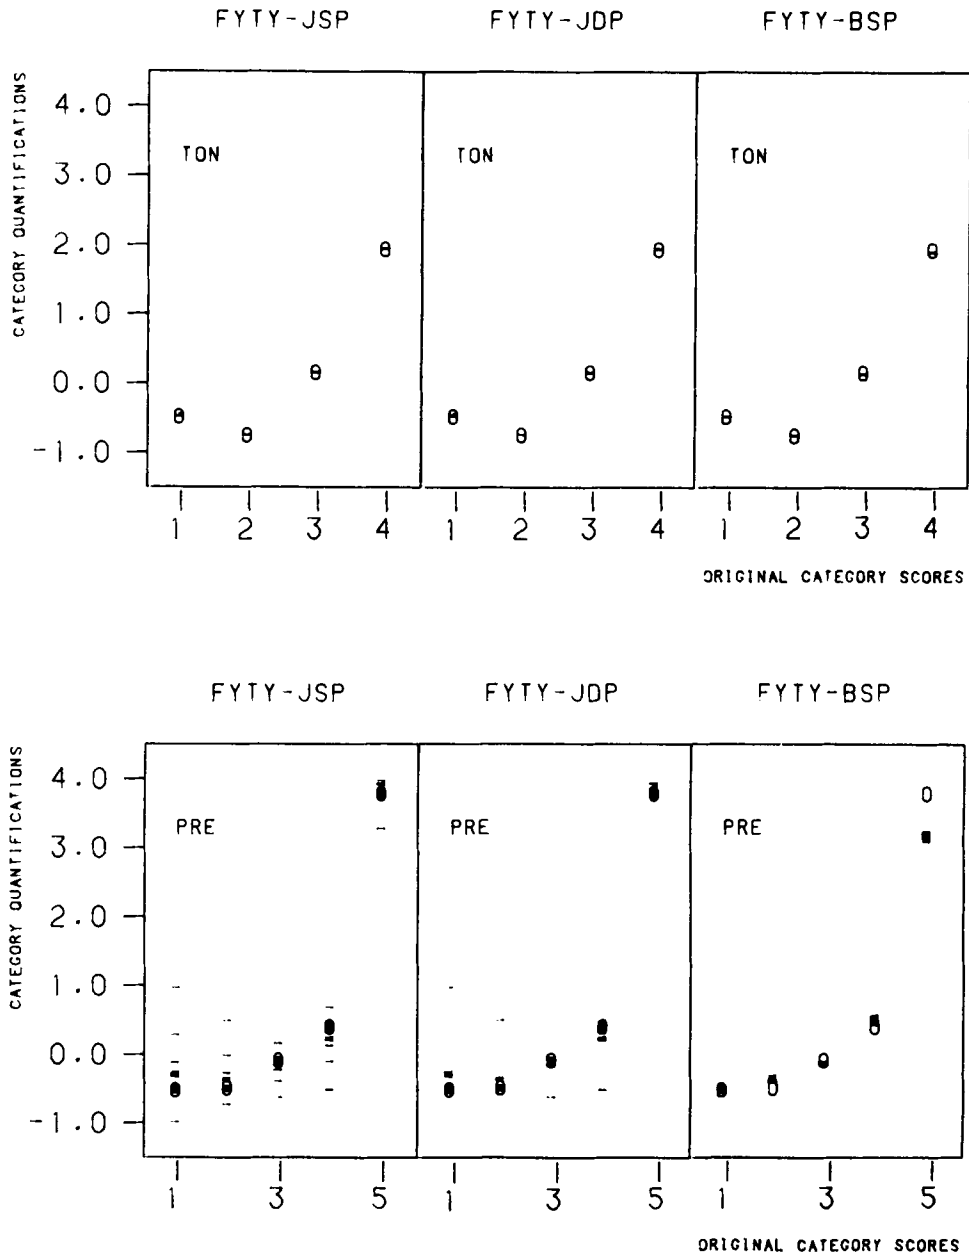 FYTY-JSP FYTY-JDP FYTY-BSP
CATEGORY QUANTIFICATIONS
4.0
3.0
2.0
1.0
0.0
-1.0
TON TON TON
1 2 3 4 1 2 3 4 1 2 3 4
ORIGINAL CATEGORY SCORES
FYTY-JSP FYTY-JDP FYTY-BSP
CATEGORY QUANTIFICATIONS
4.0
3.0
2.0
1.0
0.0
-1.0
PRE PRE PRE
1 3 5 1 3 5 1 3 5
ORIGINAL CATEGORY SCORES